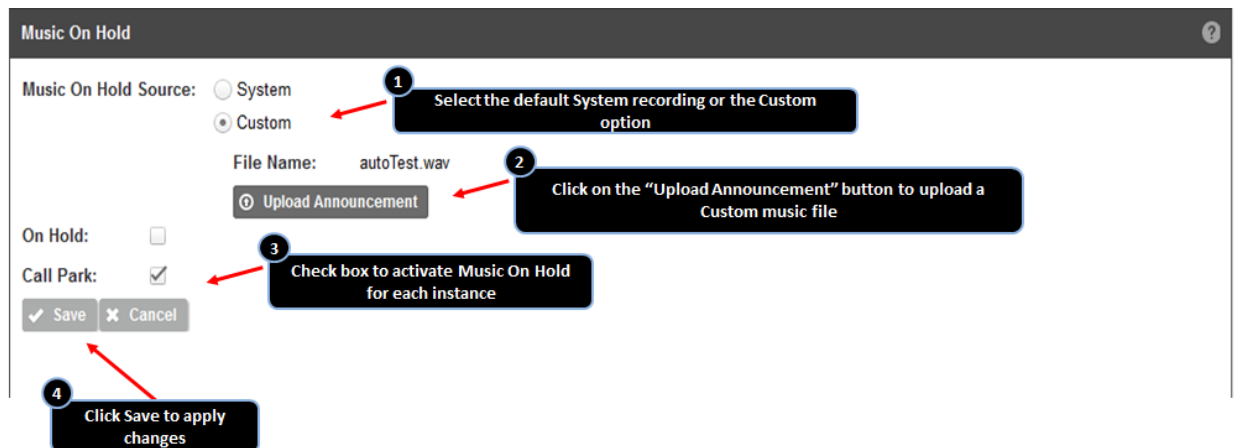 Music On Hold
?
Music On Hold Source: System
1
Select the default System recording or the Custom
option
Custom
File Name: autoTest.wav
2
Click on the “Upload Announcement” button to upload a
Custom music file
Upload Announcement
On Hold:
3
Check box to activate Music On Hold
for each instance
Call Park:
Save Cancel
4
Click Save to apply
changes